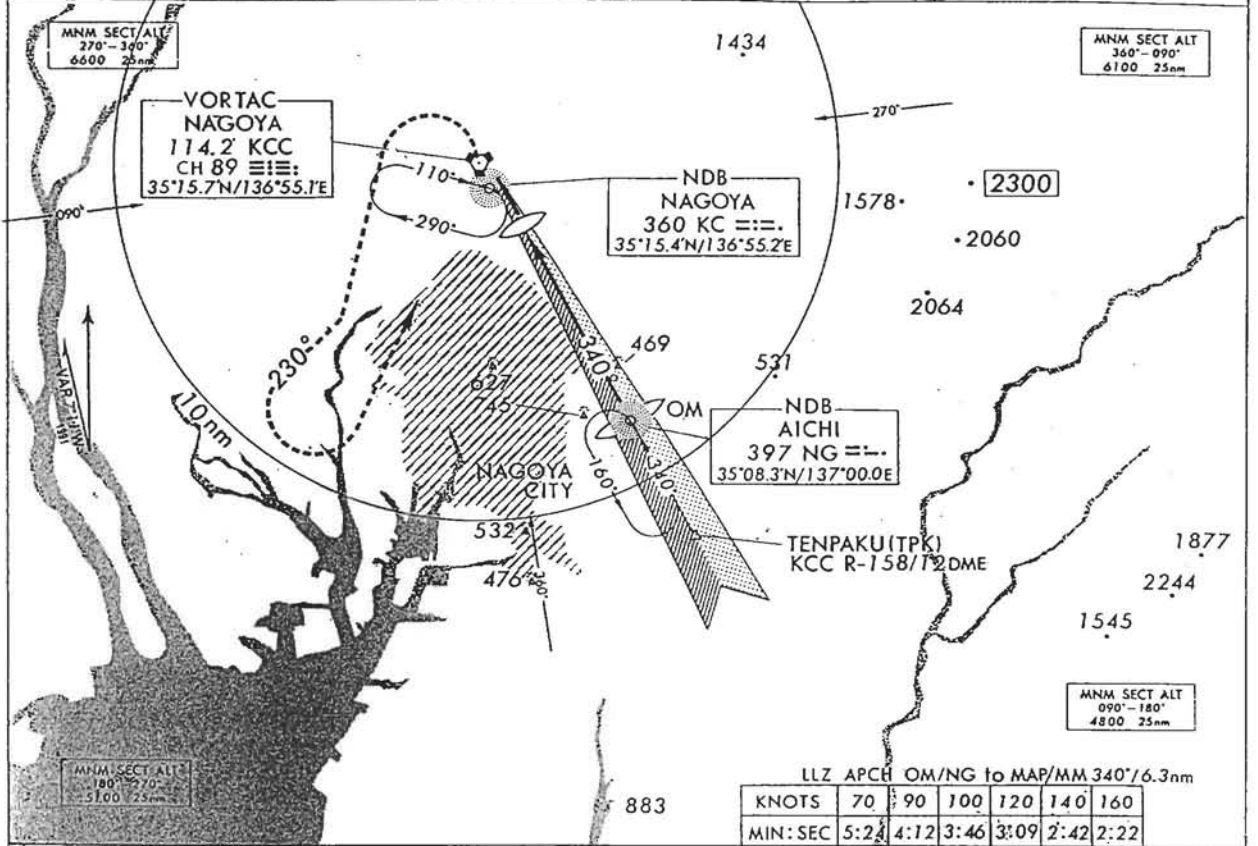 MNM SECT ALT
270°-360°
6600 25nm
1434
MNM SECT ALT
360°-090°
6100 25nm
VORTAC
NAGOYA
114.2 KCC
CH 89
35°15.7'N/136°55.1'E
270°
110°
NDB
NAGOYA
360 KC
35°15.4'N/136°55.2'E
1578
2300
090°
290°
2060
2064
VAR 7°
1991
230°
340°
469
531
627
745
OM
10nm
NDB
AICHI
397 NG
35°08.3'N/137°00.0'E
NAGOYA
CITY
160°
340°
532
476
360°
TENPAKU (TPK)
KCC R-158/12DME
1877
2244
1545
MNM SECT ALT
090°-180°
4800 25nm
MNM SECT ALT
180° 270°
5100 25nm
883
LLZ APCH OM/NG to MAP/MM 340°/6.3nm
KNOTS 70 90 100 120 140 160
MIN:SEC 5:24 4:12 3:46 3:09 2:42 2:22